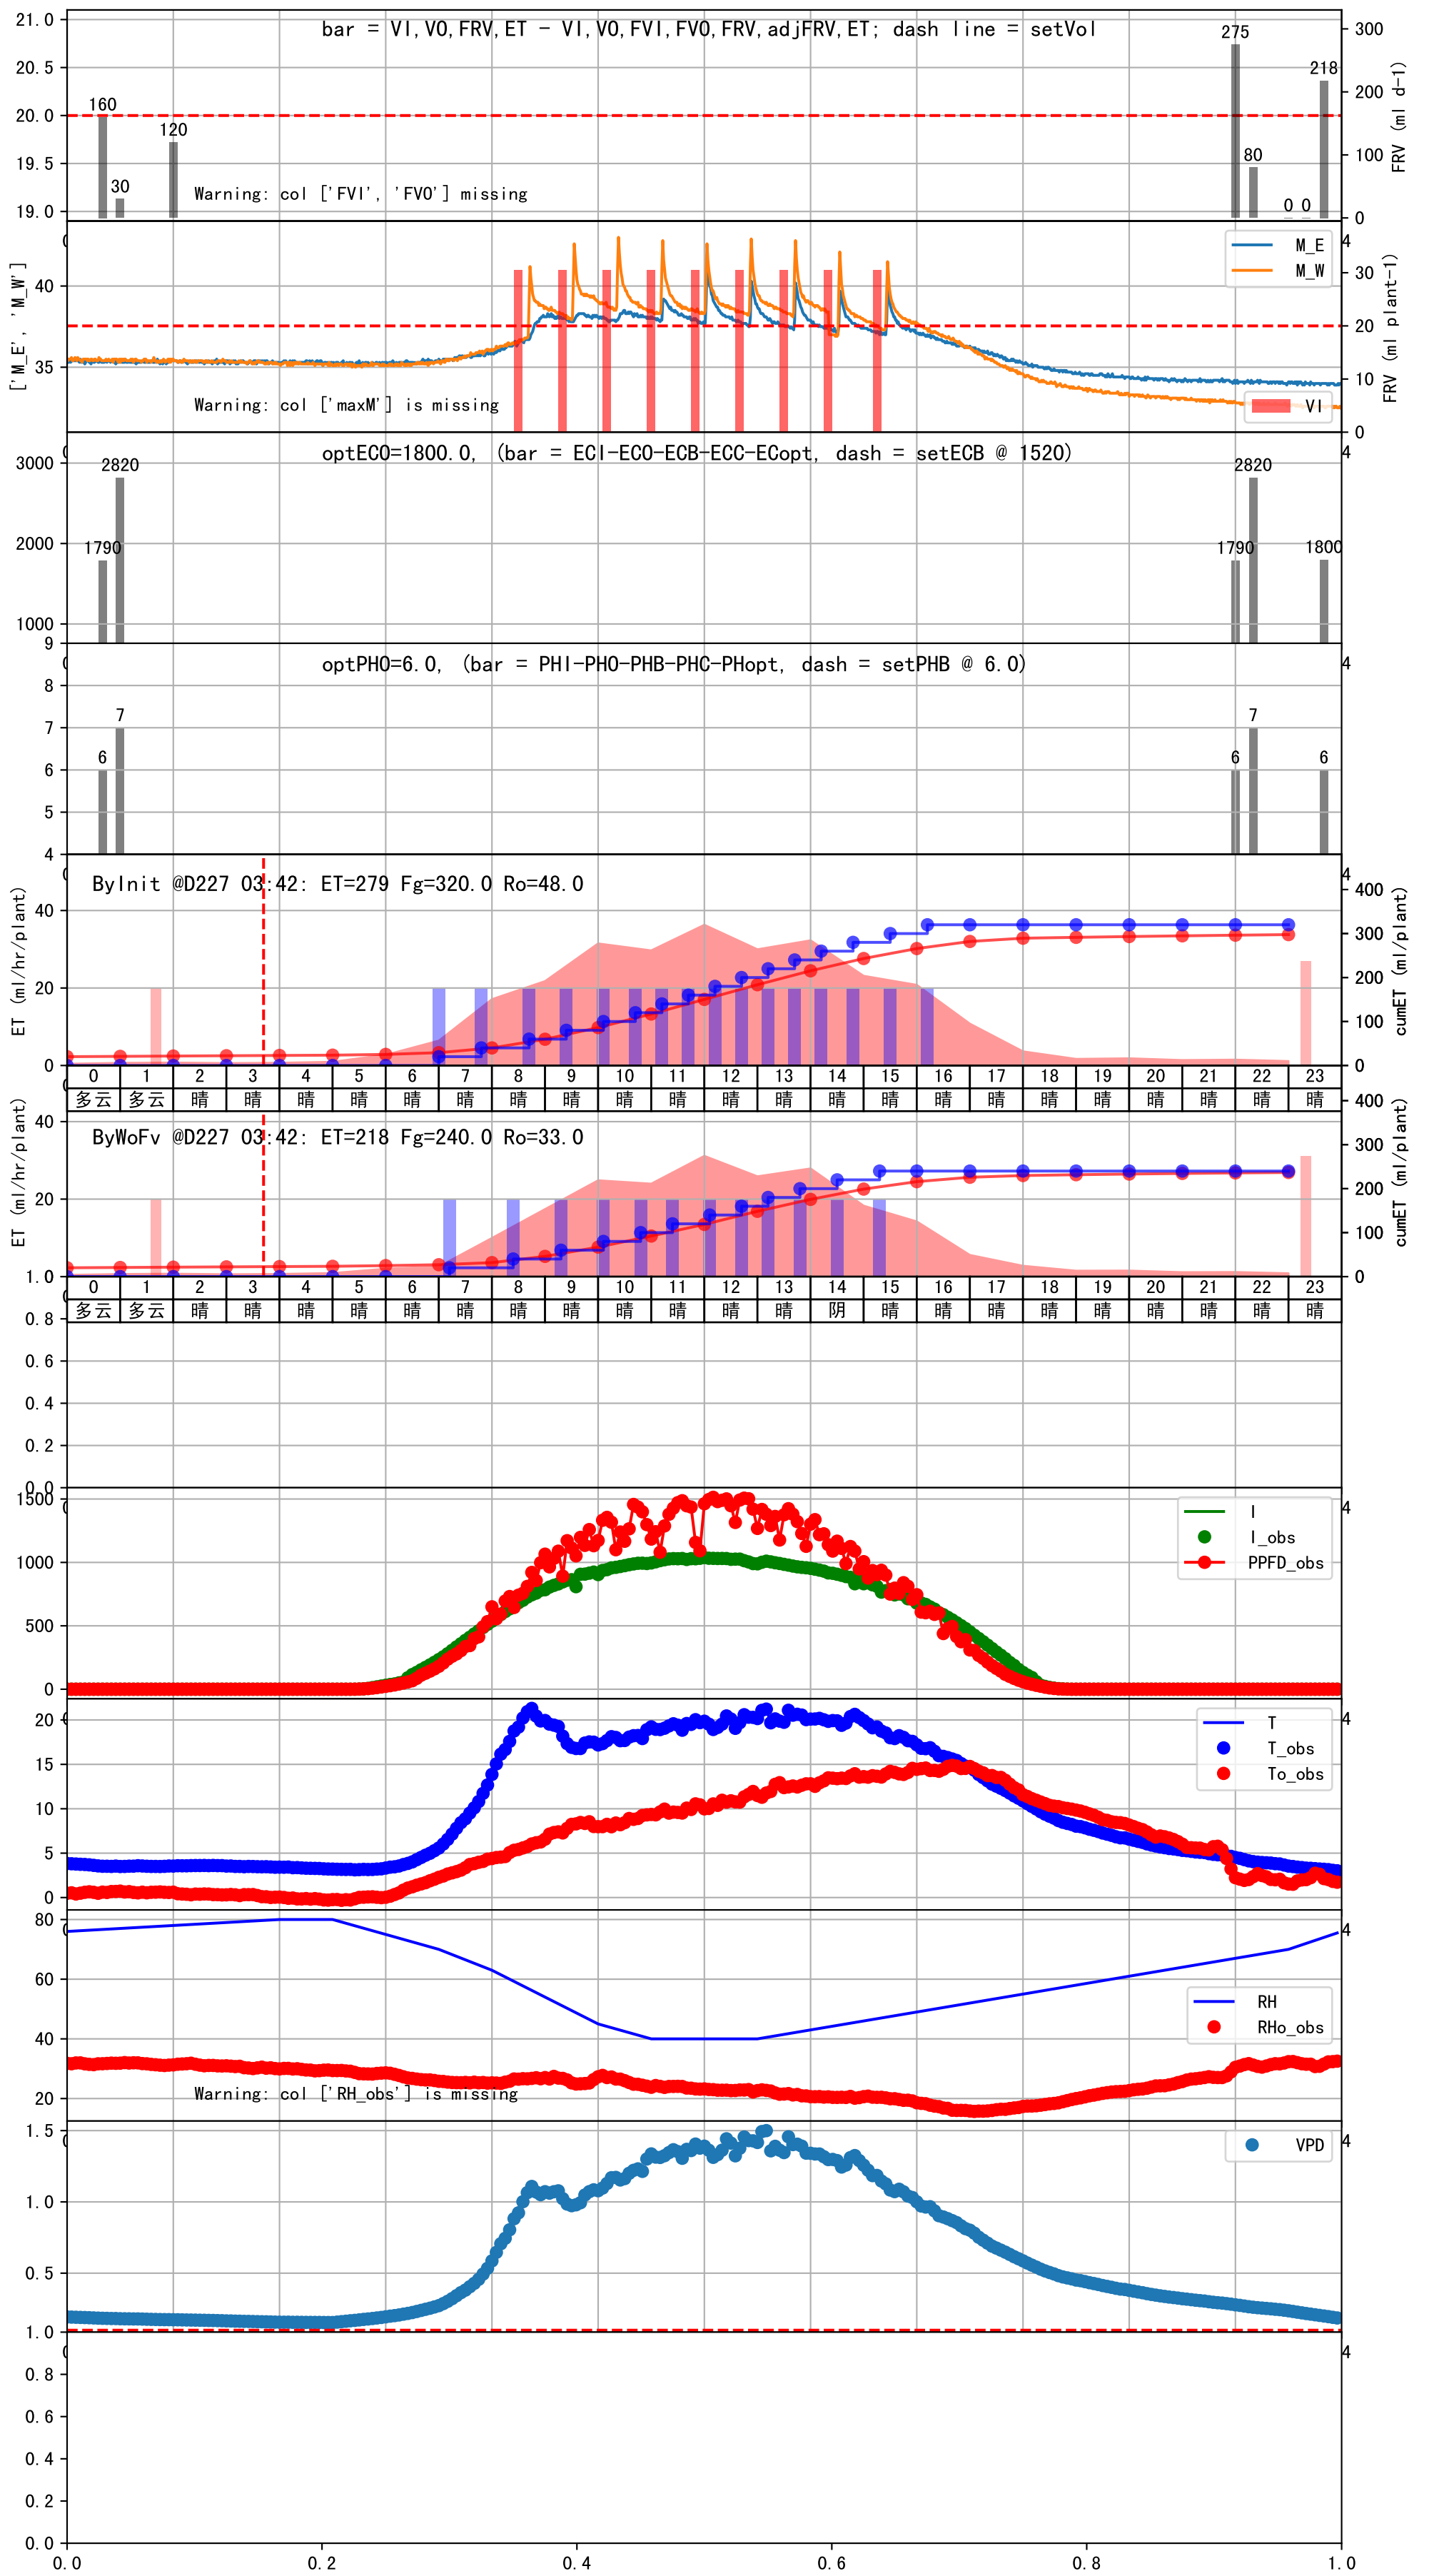 bar = VI,VO,FRV,ET - VI,VO,FVI,FVO,FRV,adjFRV,ET; dash line = setVol
21.0
20.5
20.0
19.5
19.0
160
30
120
275
80
0 0
218
300
200
100
0
FRV (ml d-1)
Warning: col ['FVI', 'FVO'] missing
['M_E', 'M_W']
40
35
4
M_E
M_W
30
20
10
0
FRV (ml plant-1)
Warning: col ['maxM'] is missing
VI
4
optECO=1800.0, (bar = ECI-ECO-ECB-ECC-ECopt, dash = setECB @ 1520)
3000
2000
1000
1790
2820
1790
2820
1800
4
optPHO=6.0, (bar = PHI-PHO-PHB-PHC-PHopt, dash = setPHB @ 6.0)
9
8
7
6
5
4
6
7
6
7
6
4
ByInit @D227 03:42: ET=279 Fg=320.0 Ro=48.0
ET (ml/hr/plant)
40
20
0
400
300
200
100
0
cumET (ml/plant)
0 1 2 3 4 5 6 7 8 9 10 11 12 13 14 15 16 17 18 19 20 21 22 23
多云 多云 晴 晴 晴 晴 晴 晴 晴 晴 晴 晴 晴 晴 晴 晴 晴 晴 晴 晴 晴 晴 晴 晴
ByWoFv @D227 03:42: ET=218 Fg=240.0 Ro=33.0
ET (ml/hr/plant)
40
20
400
300
200
100
0
cumET (ml/plant)
0 1 2 3 4 5 6 7 8 9 10 11 12 13 14 15 16 17 18 19 20 21 22 23
多云 多云 晴 晴 晴 晴 晴 晴 晴 晴 晴 晴 晴 晴 阴 晴 晴 晴 晴 晴 晴 晴 晴 晴
1.0
0.8
0.6
0.4
0.2
0.0
4
1500
1000
500
0
I
I_obs
PPFD_obs
4
20
15
10
5
0
T
T_obs
To_obs
4
80
60
40
20
RH
RHo_obs
Warning: col ['RH_obs'] is missing
4
1.5
1.0
0.5
VPD
4
1.0
0.8
0.6
0.4
0.2
0.0
0.0 0.2 0.4 0.6 0.8 1.0